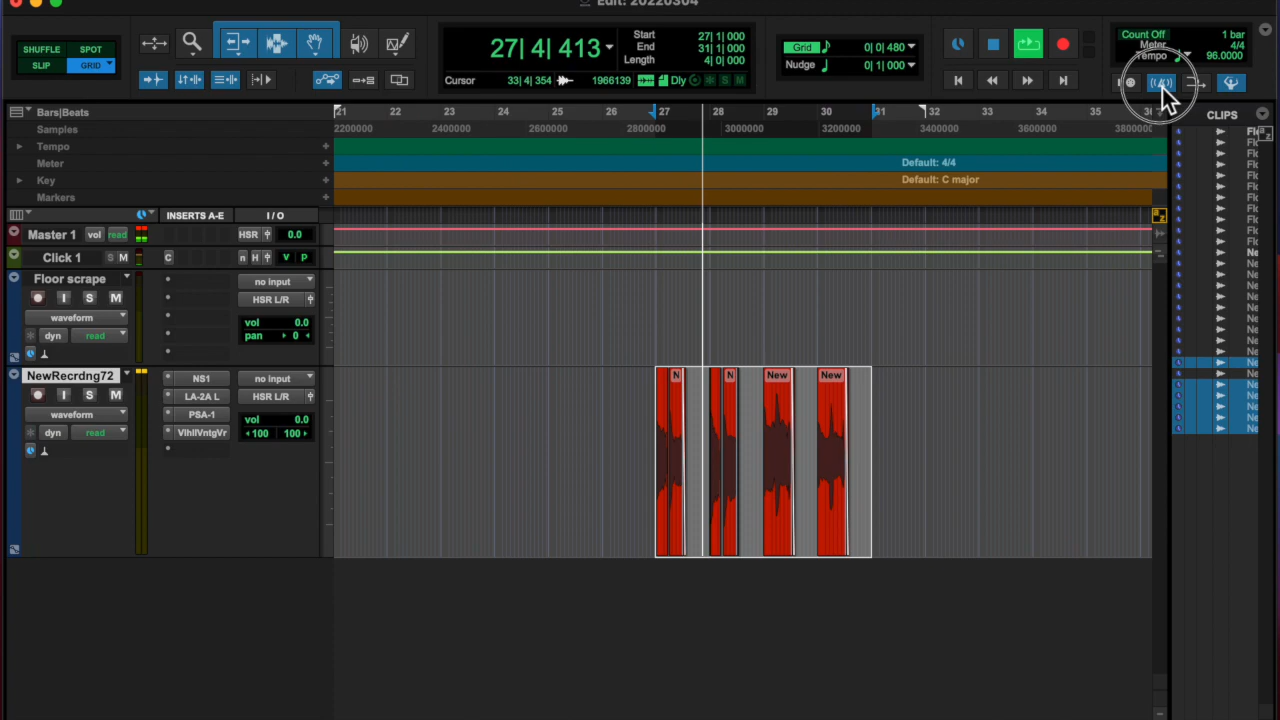 Edit: 20220304
SHUFFLE SPOT
SLIP GRID
27| 4| 413
Start 27| 1| 000
End 31| 1| 000
Length 4| 0| 000
Cursor 33| 4| 354 1966139 Dly S M
Grid 0| 0| 480
Nudge 0| 1| 000
Count Off 1 bar
Meter 4/4
Tempo 96.0000
Bars|Beats 21 22 23 24 25 26 27 28 29 30 31 32 33 34 35
CLIPS
Samples 2200000 2400000 2600000 2800000 3000000 3200000 3400000 3600000 3800000
Tempo
Meter Default: 4/4
Key Default: C major
Markers
INSERTS A-E I / O
Master 1 vol read HSR 0.0
Click 1 S M C n H v p
Floor scrape no input
I S M HSR L/R
waveform vol 0.0
dyn read pan 0
NewRecrdng72 NS1 no input N N New New
I S M LA-2A L HSR L/R
waveform PSA-1 vol 0.0
dyn read VlhllVntgVr 100 100